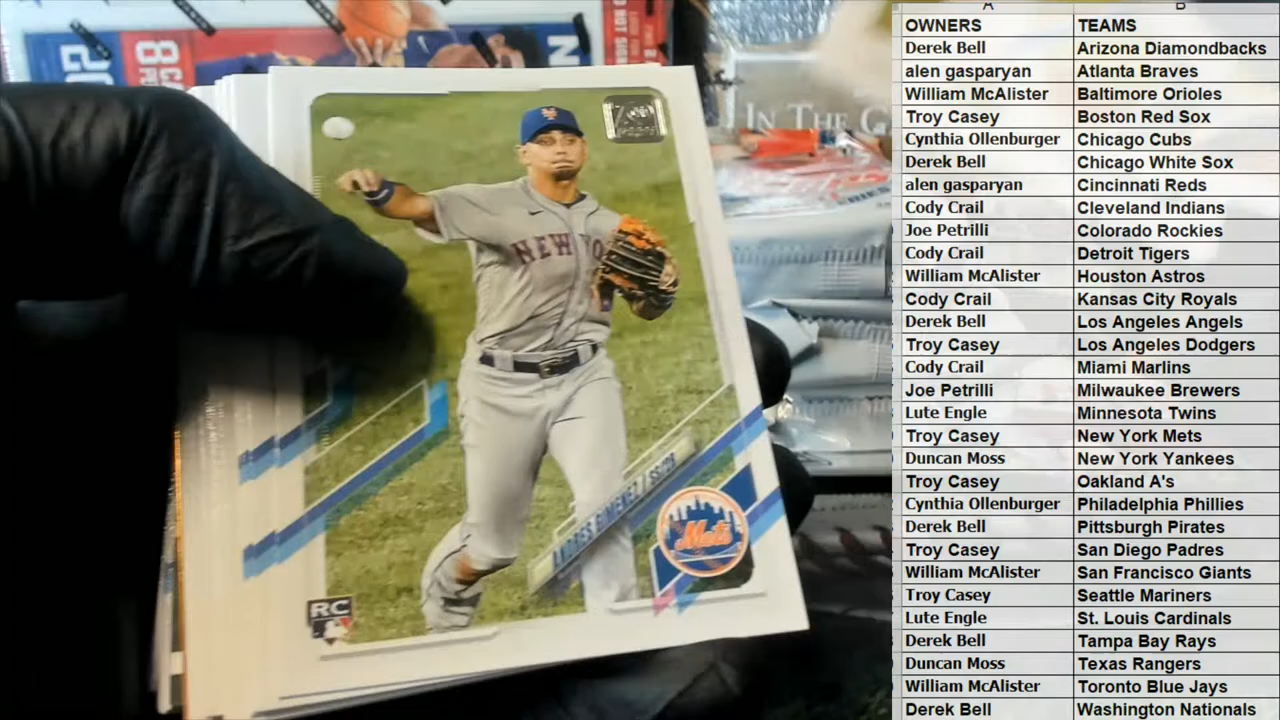 A B
OWNERS TEAMS
Derek Bell Arizona Diamondbacks
alen gasparyan Atlanta Braves
William McAlister Baltimore Orioles
Troy Casey Boston Red Sox
Cynthia Ollenburger Chicago Cubs
Derek Bell Chicago White Sox
alen gasparyan Cincinnati Reds
Cody Crail Cleveland Indians
Joe Petrilli Colorado Rockies
Cody Crail Detroit Tigers
William McAlister Houston Astros
Cody Crail Kansas City Royals
Derek Bell Los Angeles Angels
Troy Casey Los Angeles Dodgers
Cody Crail Miami Marlins
Joe Petrilli Milwaukee Brewers
Lute Engle Minnesota Twins
Troy Casey New York Mets
Duncan Moss New York Yankees
Troy Casey Oakland A's
Cynthia Ollenburger Philadelphia Phillies
Derek Bell Pittsburgh Pirates
Troy Casey San Diego Padres
William McAlister San Francisco Giants
Troy Casey Seattle Mariners
Lute Engle St. Louis Cardinals
Derek Bell Tampa Bay Rays
Duncan Moss Texas Rangers
William McAlister Toronto Blue Jays
Derek Bell Washington Nationals
IN THE
NEW YO
ANDRES GIMENEZ / SS/2B
Mets
RC